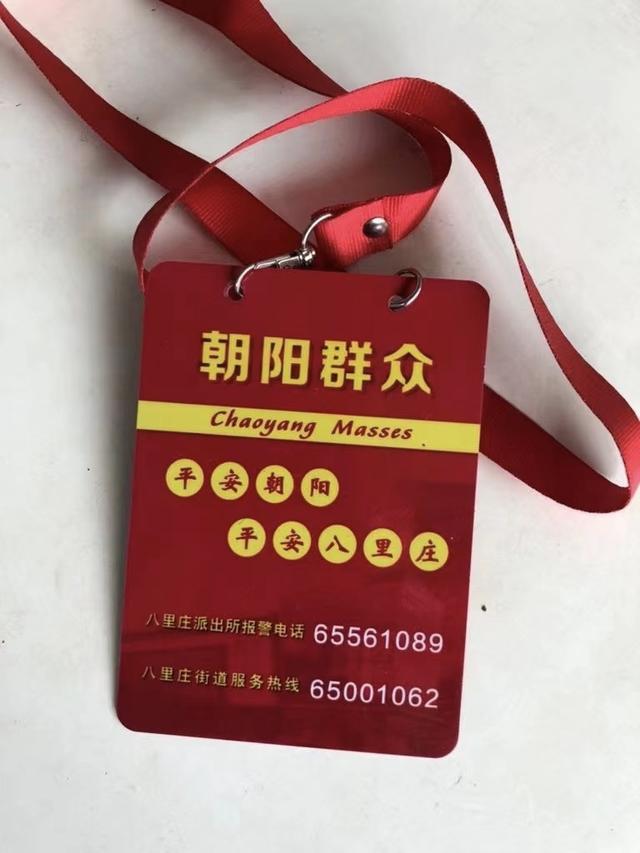 朝阳群众
Chaoyang Masses
平安朝阳
平安八里庄
八里庄派出所报警电话 65561089
八里庄街道服务热线 65001062